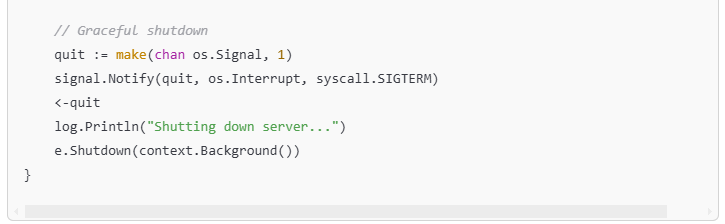 // Graceful shutdown
quit := make(chan os.Signal, 1)
signal.Notify(quit, os.Interrupt, syscall.SIGTERM)
<-quit
log.Println("Shutting down server...")
e.Shutdown(context.Background())
}